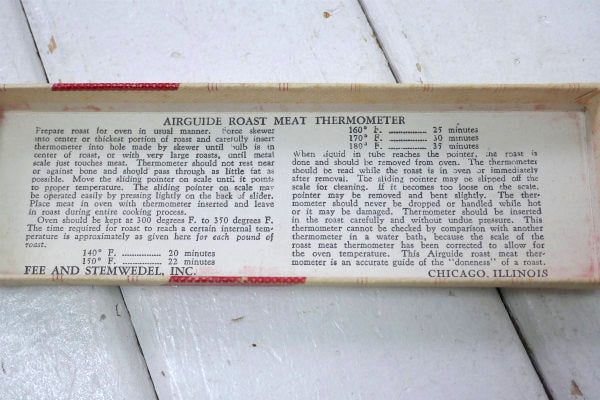 AIRGUIDE ROAST MEAT THERMOMETER
Prepare roast for oven in usual manner. Force skewer
into center or thickest portion of roast and carefully insert
thermometer into hole made by skewer until bulb is in
center of roast, or with very large roasts, until metal
scale just touches meat. Thermometer should not rest near
or against bone and should pass through as little fat as
possible. Move the sliding pointer on scale until it points
to proper temperature. The sliding pointer on scale may
be operated easily by pressing lightly on the back of slider.
Place meat in oven with thermometer inserted and leave
in roast during entire cooking process.
Oven should be kept at 300 degrees F. to 350 degrees F.
The time required for roast to reach a certain internal tem-
perature is approximately as given here for each pound of
roast.
140° F. .................. 20 minutes
150° F. .................. 22 minutes
FEE AND STEMWEDEL, INC.
160° F. .................. 25 minutes
170° F. .................. 30 minutes
180° F. .................. 35 minutes
When liquid in tube reaches the pointer, the roast is
done and should be removed from oven. The thermometer
should be read while the roast is in oven or immediately
after removal. The sliding pointer may be slipped off the
scale for cleaning. If it becomes too loose on the scale,
pointer may be removed and bent slightly. The ther-
mometer should never be dropped or handled while hot
or it may be damaged. Thermometer should be inserted
in the roast carefully and without undue pressure. This
thermometer cannot be checked by comparison with another
thermometer in a water bath, because the scale of the
roast meat thermometer has been corrected to allow for
the oven temperature. This Airguide roast meat ther-
mometer is an accurate guide of the "doneness" of a roast.
CHICAGO, ILLINOIS